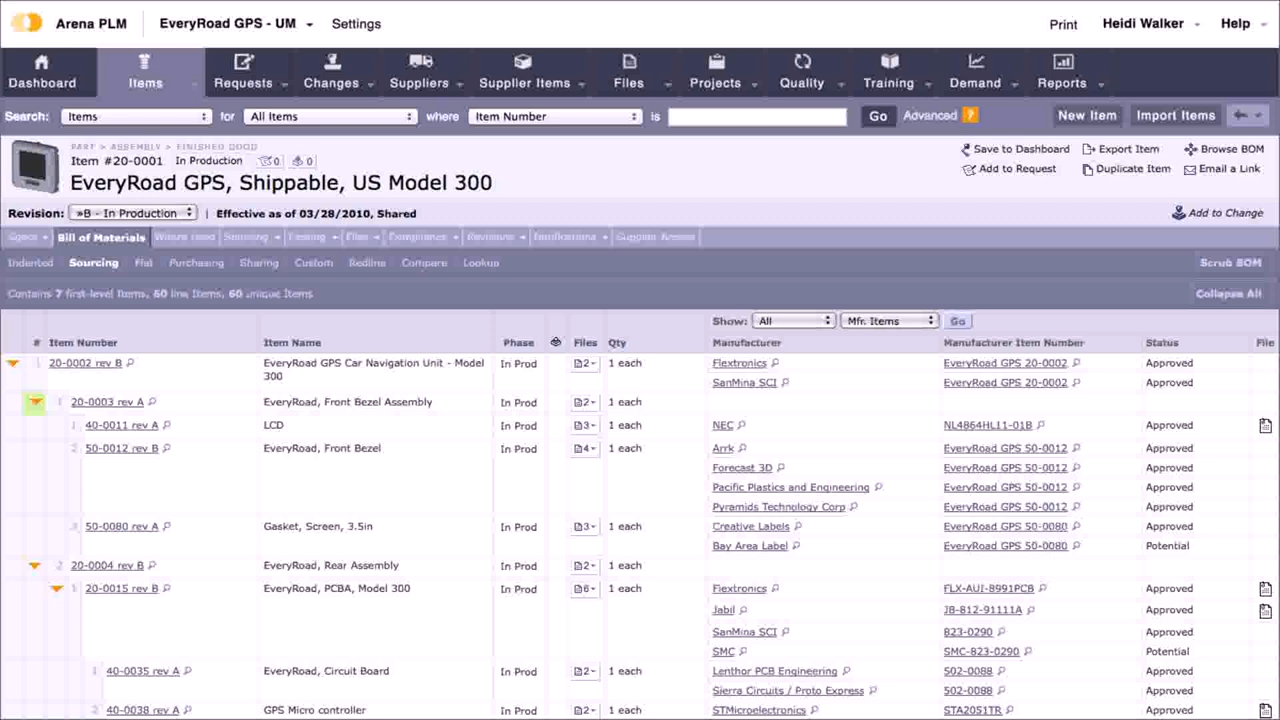 Arena PLM EveryRoad GPS - UM Settings Print Heidi Walker Help
Dashboard Items Requests Changes Suppliers Supplier Items Files Projects Quality Training Demand Reports
Search: Items for All Items where Item Number is Go Advanced ? New Item Import Items
PART > ASSEMBLY > FINISHED GOOD
Item #20-0001 In Production 0 0
EveryRoad GPS, Shippable, US Model 300
Save to Dashboard Export Item Browse BOM
Add to Request Duplicate Item Email a Link
Revision: »B - In Production | Effective as of 03/28/2010, Shared Add to Change
Specs Bill of Materials Where Used Sourcing Files Compliance Revisions Supplier Access
Indented Sourcing Flat Purchasing Sharing Custom Redline Compare Lookup Scrub BOM
Contains 7 first-level Items, 60 line Items, 60 unique Items Collapse All
Show: All Mfr. Items Go
# Item Number Item Name Phase Files Qty Manufacturer Manufacturer Item Number Status File
1 20-0002 rev B EveryRoad GPS Car Navigation Unit - Model In Prod 2 1 each Flextronics EveryRoad GPS 20-0002 Approved
300 SanMina SCI EveryRoad GPS 20-0002 Approved
1 20-0003 rev A EveryRoad, Front Bezel Assembly In Prod 2 1 each
1 40-0011 rev A LCD In Prod 3 1 each NEC NL4864HL11-01B Approved
2 50-0012 rev B EveryRoad, Front Bezel In Prod 4 1 each Arrk EveryRoad GPS 50-0012 Approved
Forecast 3D EveryRoad GPS 50-0012 Approved
Pacific Plastics and Engineering EveryRoad GPS 50-0012 Approved
Pyramids Technology Corp EveryRoad GPS 50-0012 Approved
3 50-0080 rev A Gasket, Screen, 3.5in In Prod 3 1 each Creative Labels EveryRoad GPS 50-0080 Approved
Bay Area Label EveryRoad GPS 50-0080 Potential
2 20-0004 rev B EveryRoad, Rear Assembly In Prod 2 1 each
1 20-0015 rev B EveryRoad, PCBA, Model 300 In Prod 6 1 each Flextronics FLX-AUI-8991PCB Approved
Jabil JB-812-91111A Approved
SanMina SCI B23-0290 Approved
SMC SMC-823-0290 Potential
1 40-0035 rev A EveryRoad, Circuit Board In Prod 2 1 each Lenthor PCB Engineering 502-0088 Approved
Sierra Circuits / Proto Express 502-0088 Approved
2 40-0038 rev A GPS Micro controller In Prod 2 1 each STMicroelectronics STA2051TR Approved